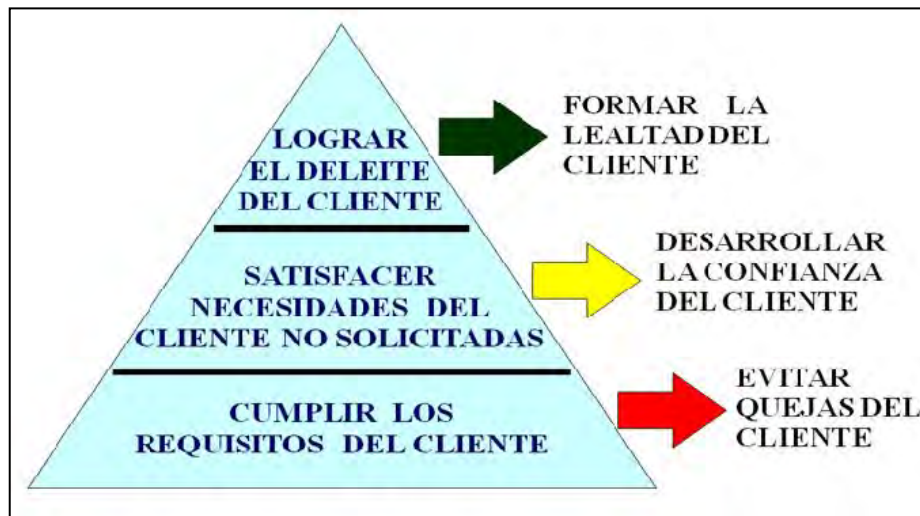 LOGRAR
EL DELEITE
DEL CLIENTE
FORMAR LA
LEALTAD DEL
CLIENTE
SATISFACER
NECESIDADES DEL
CLIENTE NO SOLICITADAS
DESARROLLAR
LA CONFIANZA
DEL CLIENTE
CUMPLIR LOS
REQUISITOS DEL CLIENTE
EVITAR
QUEJAS DEL
CLIENTE